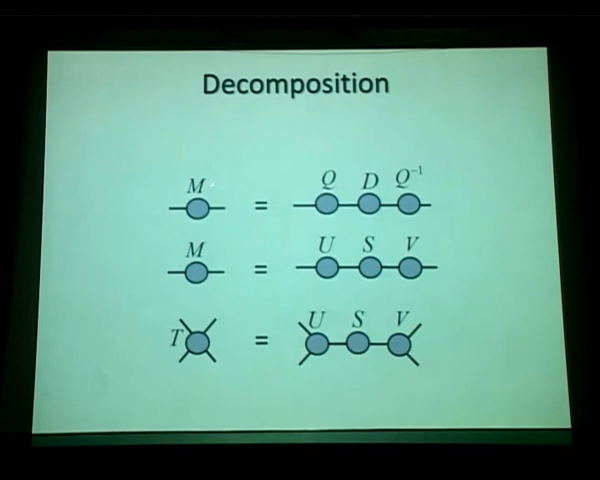 Decomposition
M = Q D Q⁻¹
M = U S V
T = U S V